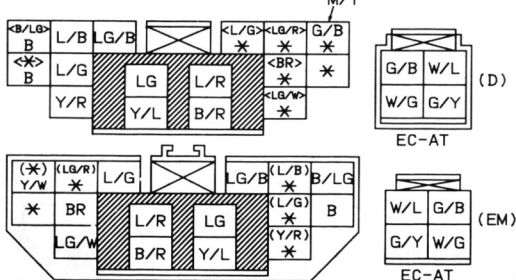 <B/LG> L/B LG/B <L/G> <LG/R> G/B
B * * *
<*> L/G LG L/R <BR> *
B *
Y/R Y/L B/R <LG/W>
*
G/B W/L (D)
W/G G/Y
EC-AT
(*) (LG/R) L/G LG/B (L/B) B/LG
Y/W * *
* BR L/R LG (L/G) B
*
LG/W B/R Y/L (Y/R)
*
W/L G/B (EM)
G/Y W/G
EC-AT